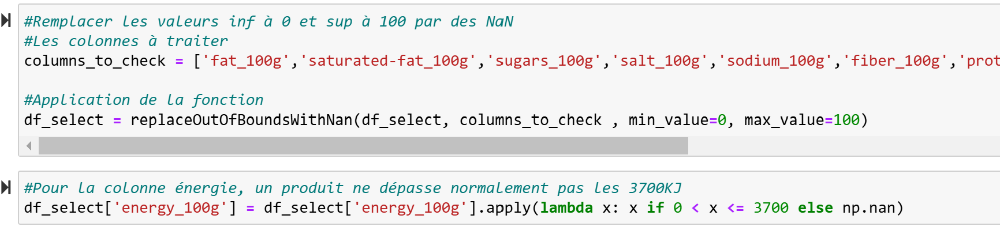 #Remplacer les valeurs inf à 0 et sup à 100 par des NaN
#Les colonnes à traiter
columns_to_check = ['fat_100g','saturated-fat_100g','sugars_100g','salt_100g','sodium_100g','fiber_100g','prot
#Application de la fonction
df_select = replaceOutOfBoundsWithNan(df_select, columns_to_check , min_value=0, max_value=100)
#Pour la colonne énergie, un produit ne dépasse normalement pas les 3700KJ
df_select['energy_100g'] = df_select['energy_100g'].apply(lambda x: x if 0 < x <= 3700 else np.nan)